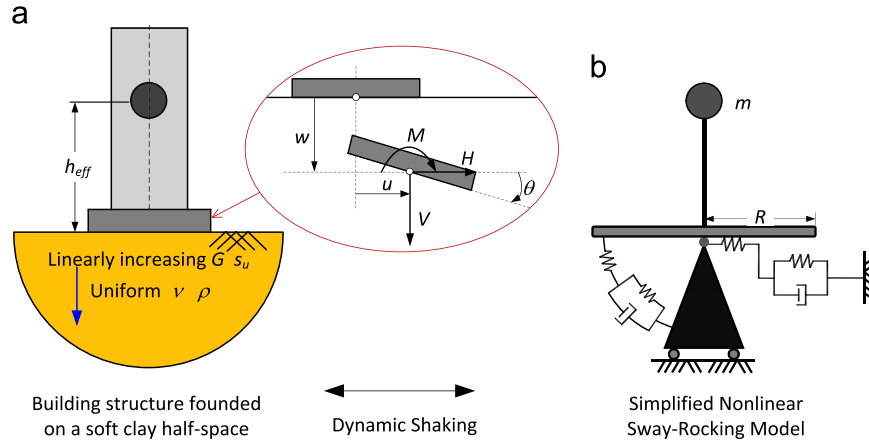 a
h_eff
Linearly increasing G s_u
Uniform ν ρ
Building structure founded
on a soft clay half-space
w
M
H
u
θ
V
Dynamic Shaking
b
m
R
Simplified Nonlinear
Sway-Rocking Model